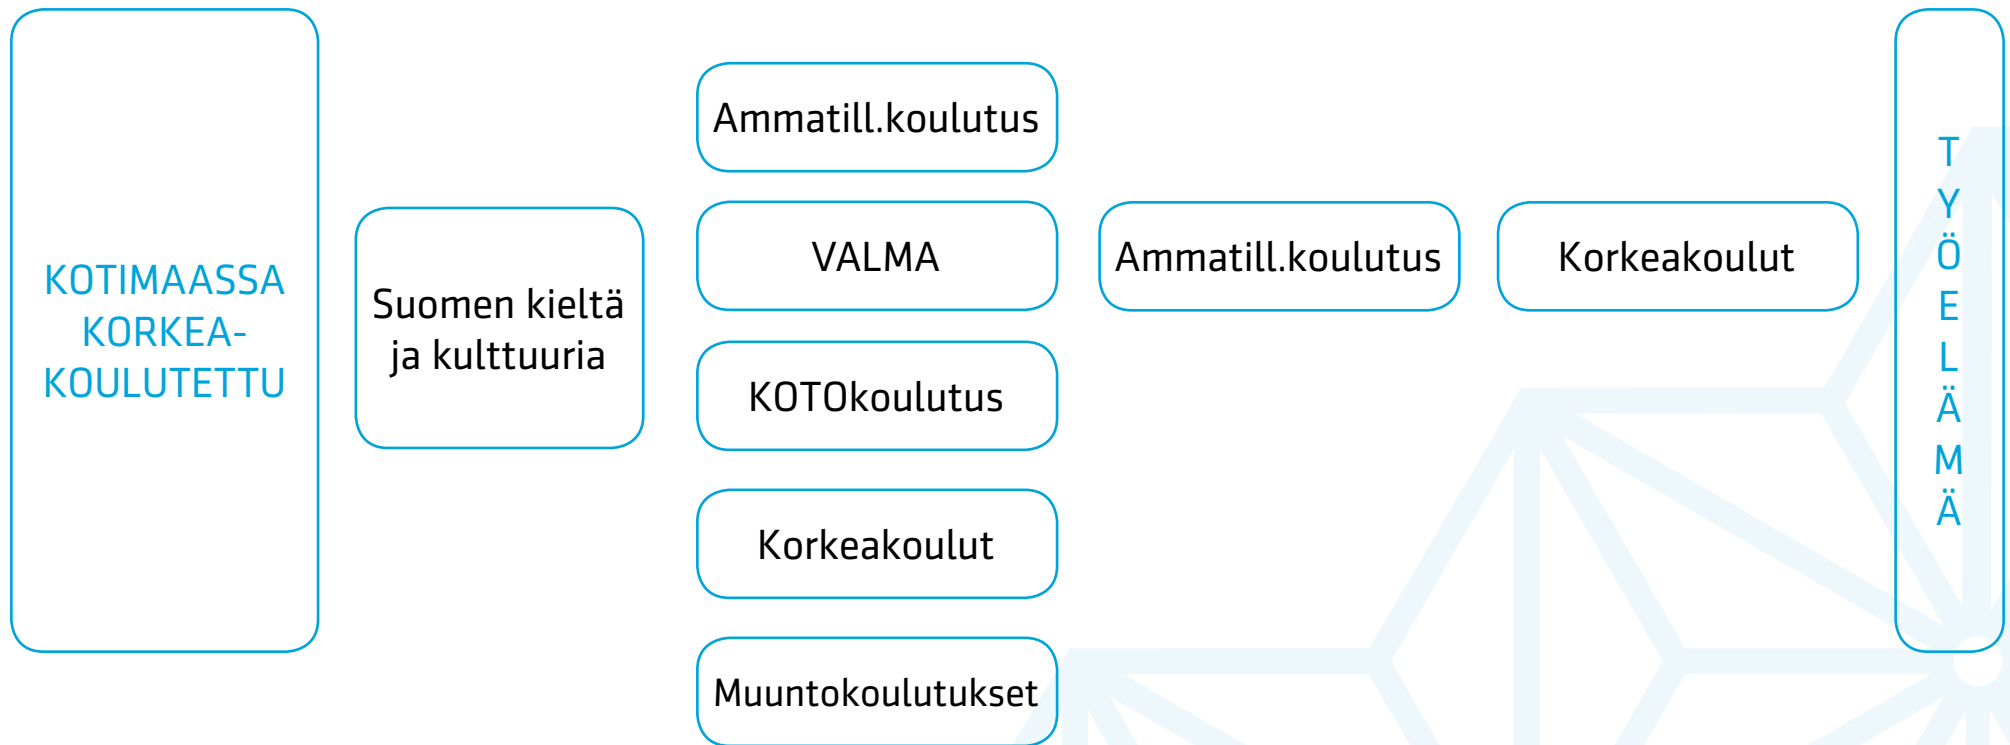 KOTIMAASSA
KORKEA-
KOULUTETTU
Suomen kieltä
ja kulttuuria
Ammatill.koulutus
VALMA
KOTOkoulutus
Korkeakoulut
Muuntokoulutukset
Ammatill.koulutus
Korkeakoulut
T
Y
Ö
E
L
Ä
M
Ä